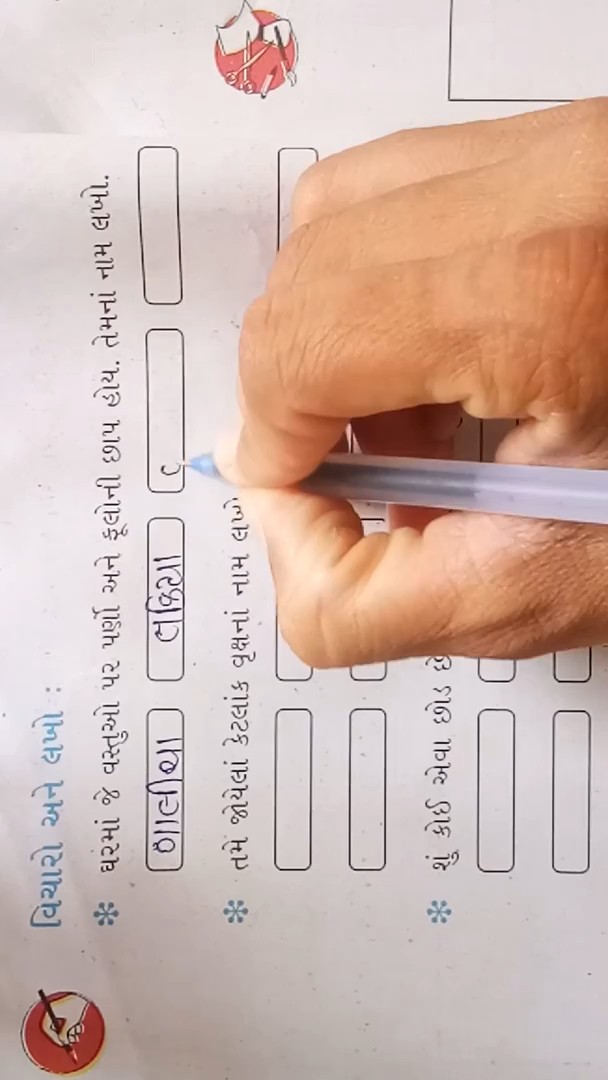 વિચારો અને લખો :
* ઘરમાં જે વસ્તુઓ પર પર્ણો અને ફૂલોની છાપ હોય. તેમનાં નામ લખો.
ગાલીચા તકિયા
* તમે જોયેલાં કેટલાંક વૃક્ષનાં નામ લખો
* શું કોઈ એવા છોડ છે